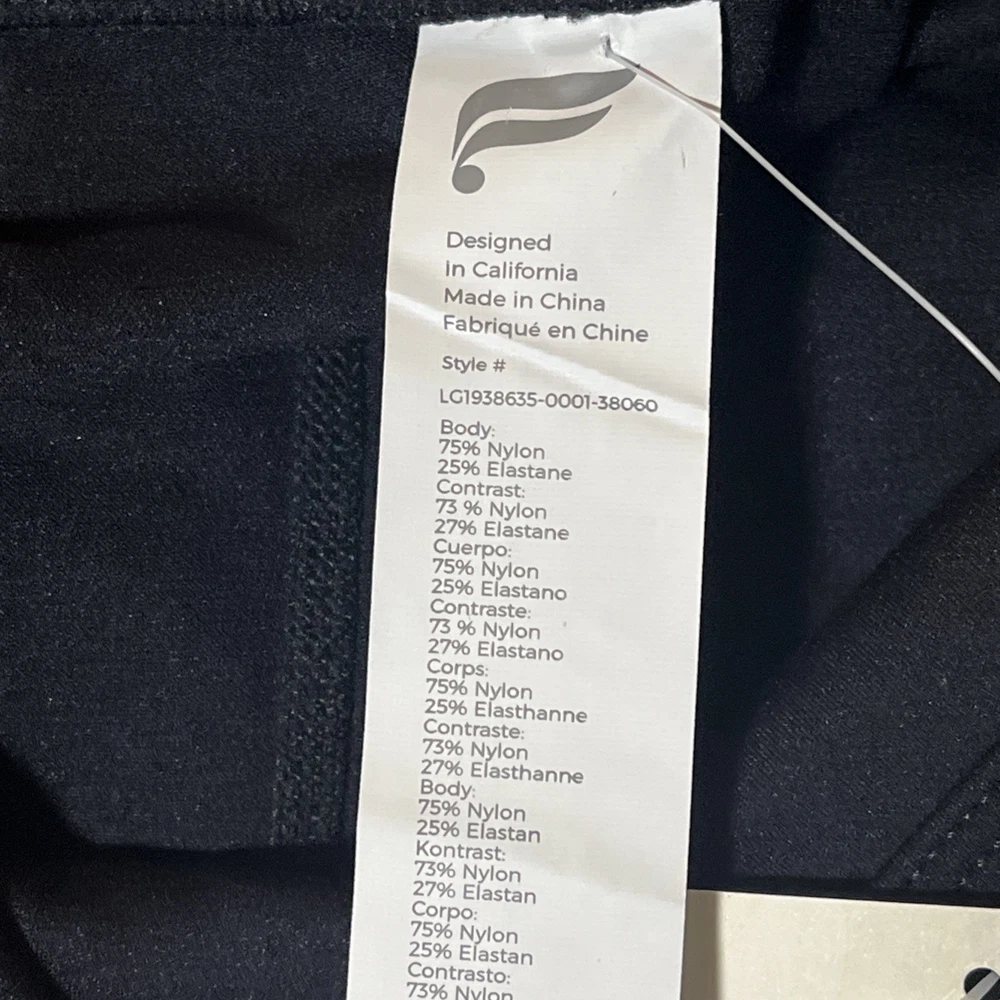 Designed
in California
Made in China
Fabriqué en Chine
Style #
LG1938635-0001-38060
Body:
75% Nylon
25% Elastane
Contrast:
73 % Nylon
27% Elastane
Cuerpo:
75% Nylon
25% Elastano
Contraste:
73 % Nylon
27% Elastano
Corps:
75% Nylon
25% Elasthanne
Contraste:
73% Nylon
27% Elasthanne
Body:
75% Nylon
25% Elastan
Kontrast:
73% Nylon
27% Elastan
Corpo:
75% Nylon
25% Elastan
Contrasto:
73% Nylon